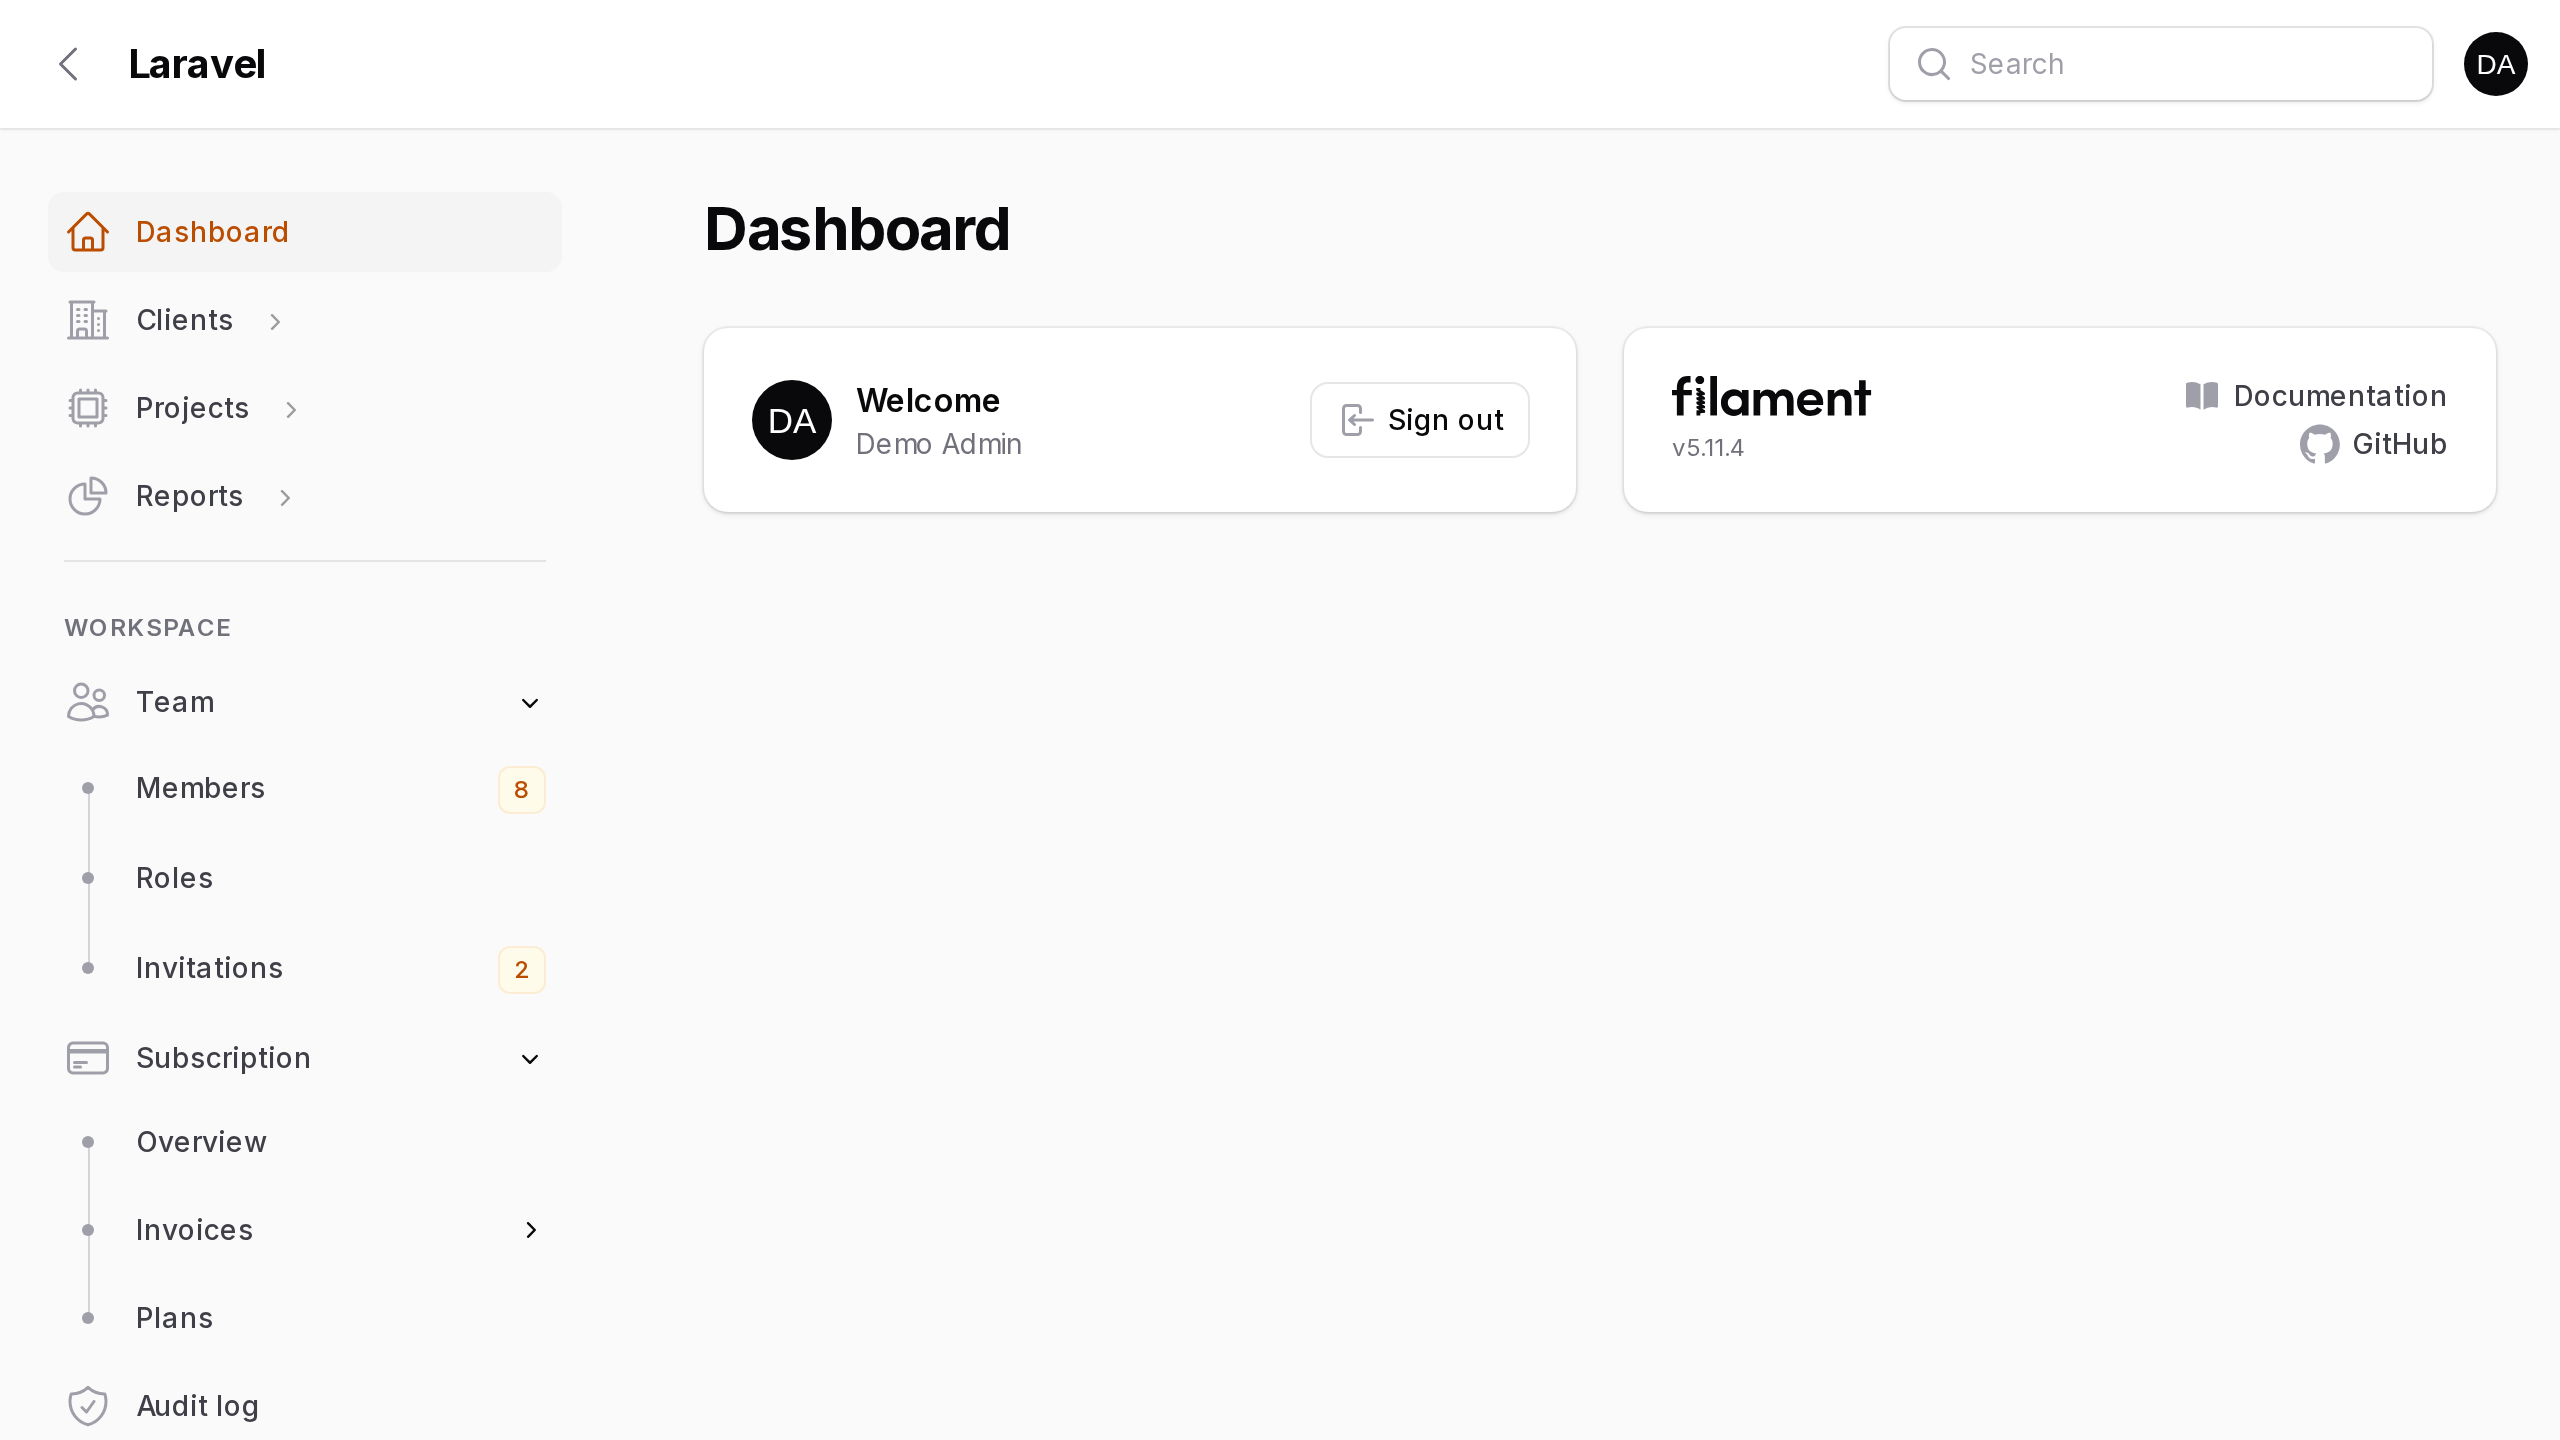 Laravel
Search
DA
Dashboard
Clients
Projects
Reports
WORKSPACE
Team
Members 8
Roles
Invitations 2
Subscription
Overview
Invoices
Plans
Audit log
Dashboard
DA
Welcome
Demo Admin
Sign out
filament
v5.11.4
Documentation
GitHub